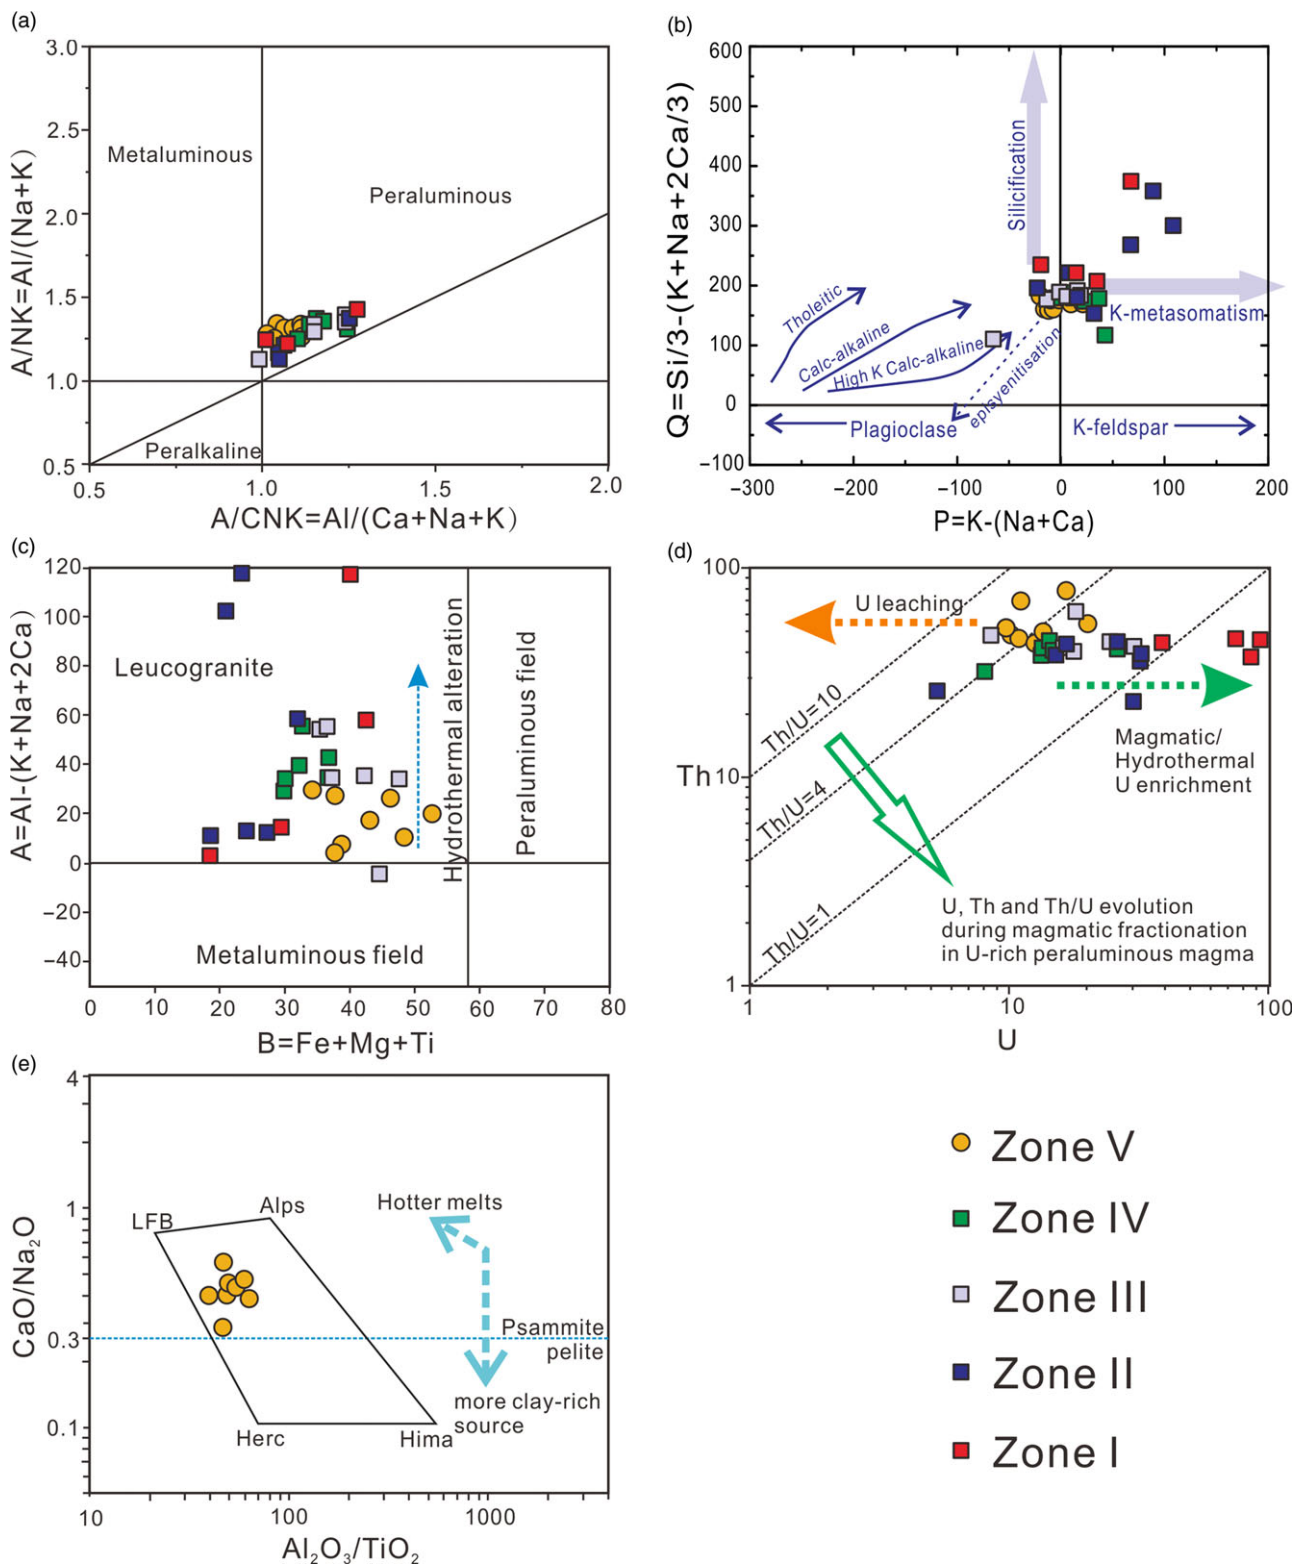 (a)
3.0
2.5
2.0
1.5
1.0
0.5
A/NK=Al/(Na+K)
Metaluminous
Peraluminous
Peralkaline
0.5
1.0
1.5
2.0
A/CNK=Al/(Ca+Na+K)
(b)
600
500
400
300
200
100
0
−100
Q=Si/3-(K+Na+2Ca/3)
Silicification
Tholeitic
Calc-alkaline
High K Calc-alkaline
episyenitisation
K-metasomatism
Plagioclase
K-feldspar
−300
−200
−100
0
100
200
P=K-(Na+Ca)
(c)
120
100
80
60
40
20
0
−20
−40
A=Al-(K+Na+2Ca)
Leucogranite
Hydrothermal alteration
Peraluminous field
Metaluminous field
0
10
20
30
40
50
60
70
80
B=Fe+Mg+Ti
(d)
100
10
1
Th
U leaching
Th/U=10
Th/U=4
Th/U=1
Magmatic/
Hydrothermal
U enrichment
U, Th and Th/U evolution
during magmatic fractionation
in U-rich peraluminous magma
1
10
100
U
(e)
4
1
0.3
0.1
CaO/Na2O
LFB
Alps
Hotter melts
Psammite
pelite
more clay-rich
source
Herc
Hima
10
100
1000
Al2O3/TiO2
Zone V
Zone IV
Zone III
Zone II
Zone I